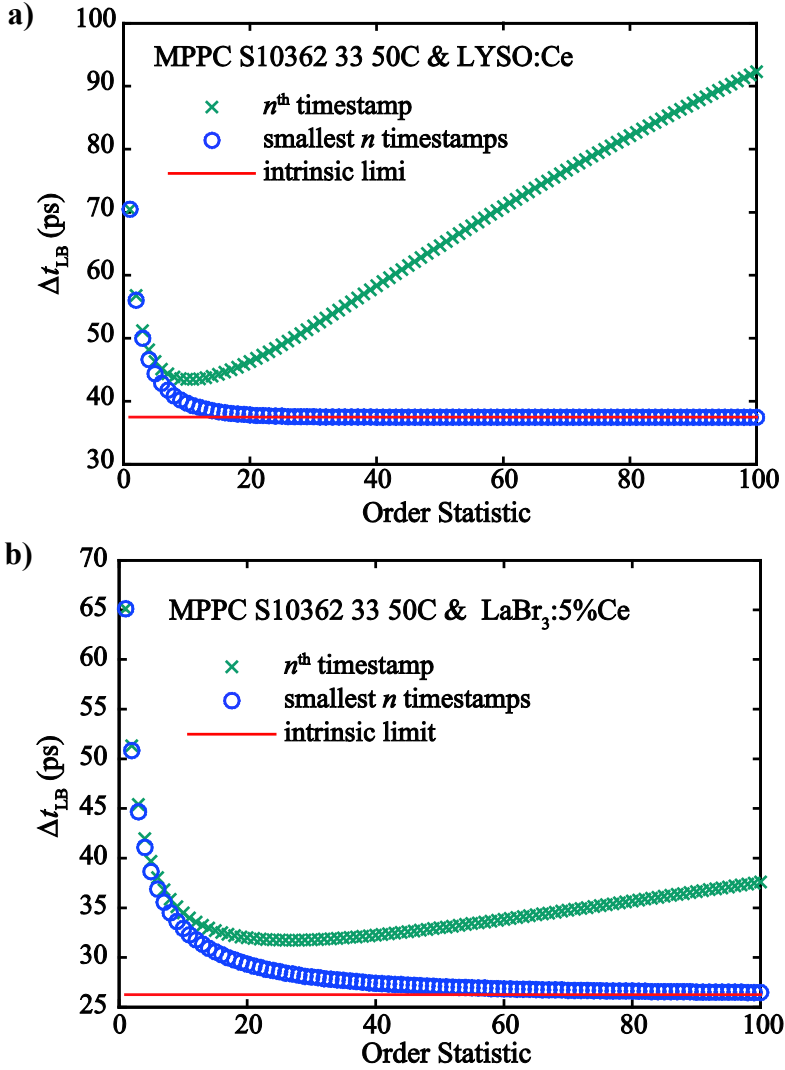 a)
100
90
80
70
60
50
40
30
ΔtLB (ps)
MPPC S10362 33 50C & LYSO:Ce
nth timestamp
smallest n timestamps
intrinsic limi
0 20 40 60 80 100
Order Statistic
b)
70
65
60
55
50
45
40
35
30
25
ΔtLB (ps)
MPPC S10362 33 50C & LaBr3:5%Ce
nth timestamp
smallest n timestamps
intrinsic limit
0 20 40 60 80 100
Order Statistic